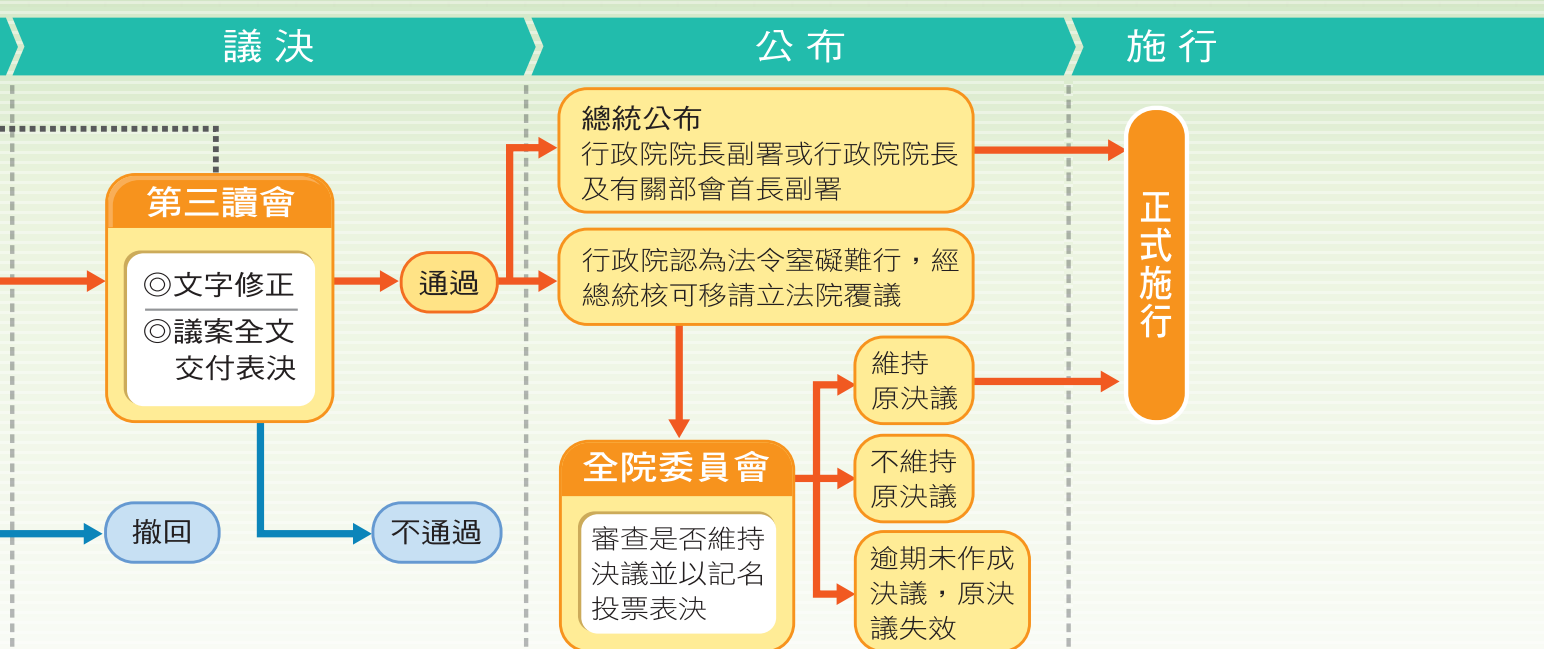 議決
公布
施行
第三讀會
◎文字修正
◎議案全文
交付表決
通過
不通過
撤回
總統公布
行政院院長副署或行政院院長
及有關部會首長副署
行政院認為法令窒礙難行，經
總統核可移請立法院覆議
全院委員會
審查是否維持
決議並以記名
投票表決
維持
原決議
不維持
原決議
逾期未作成
決議，原決
議失效
正式施行